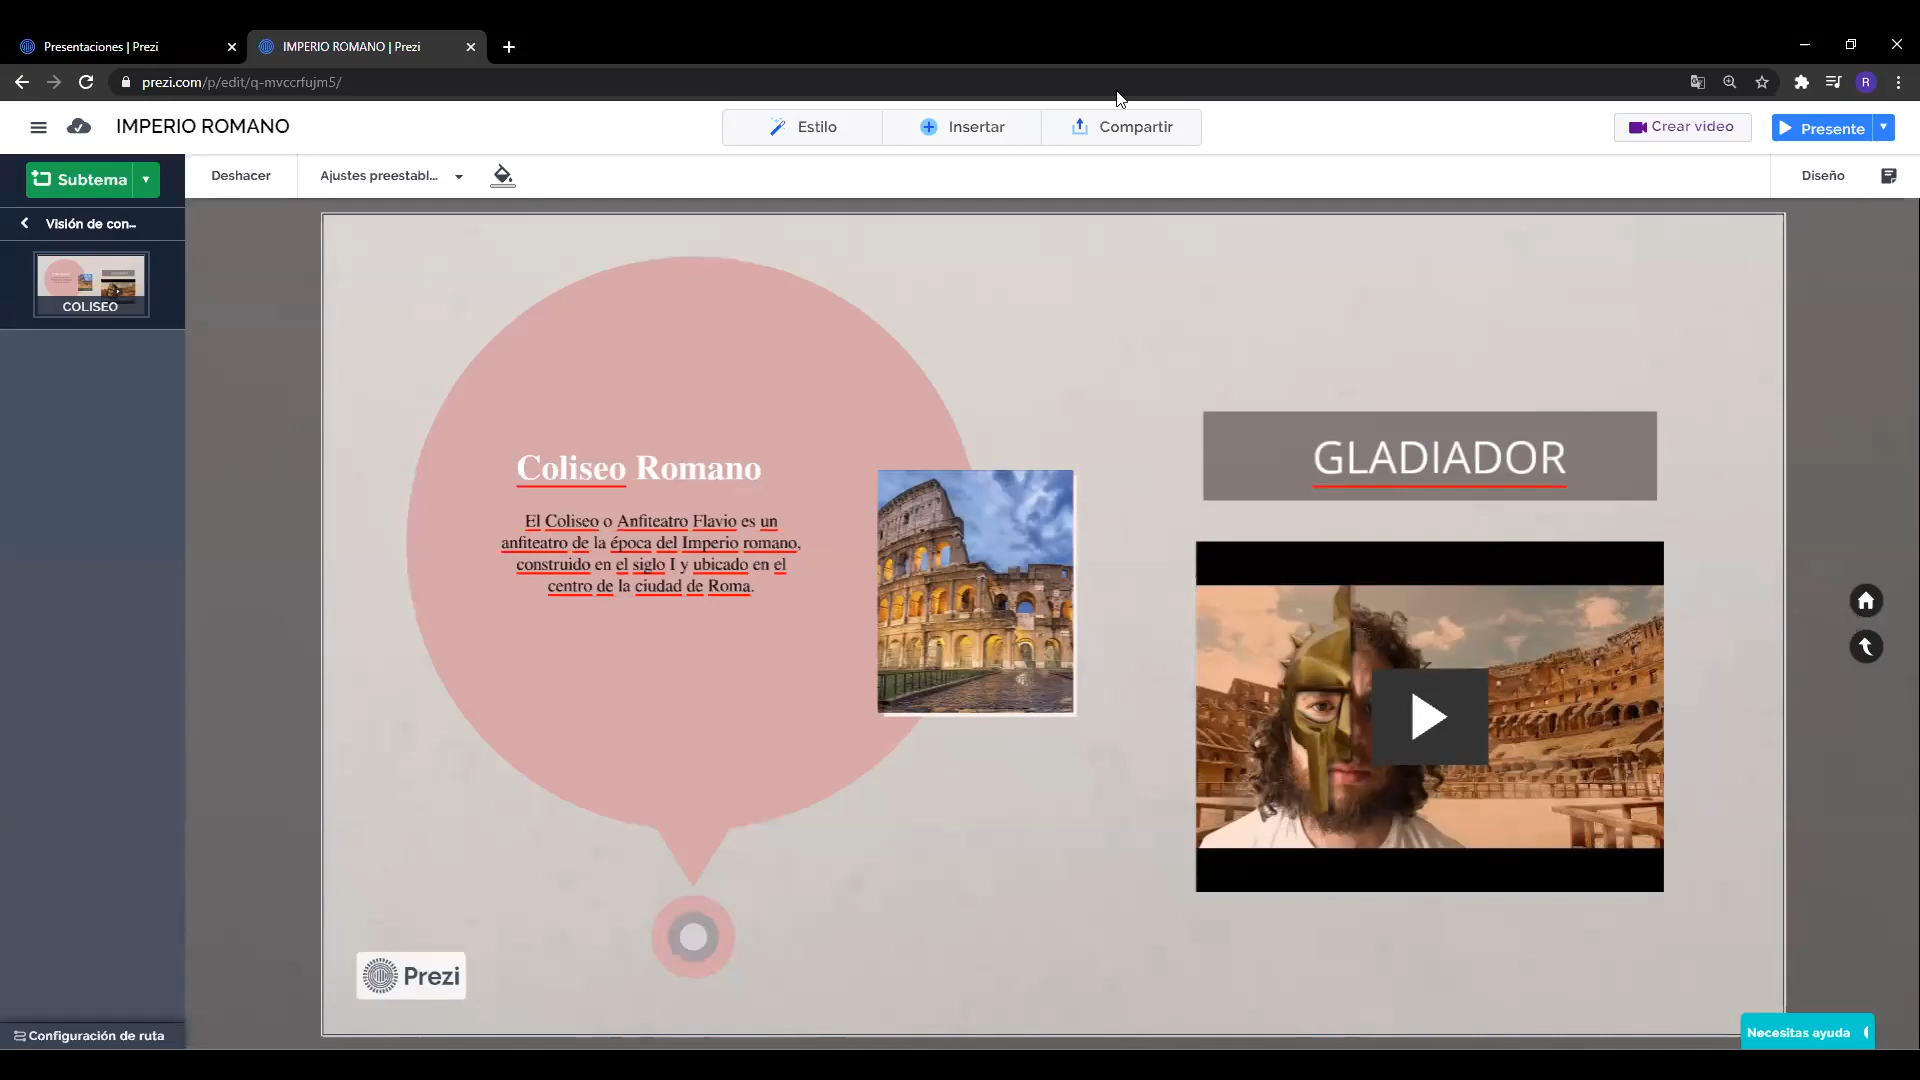 Presentaciones | Prezi
IMPERIO ROMANO | Prezi
prezi.com/p/edit/q-mvccrfujm5/
R
IMPERIO ROMANO
Estilo
Insertar
Compartir
Crear video
Presente
Subtema
Deshacer
Ajustes preestabl...
Diseño
Visión de con...
COLISEO
Coliseo Romano
El Coliseo o Anfiteatro Flavio es un
anfiteatro de la época del Imperio romano,
construido en el siglo I y ubicado en el
centro de la ciudad de Roma.
GLADIADOR
Prezi
Configuración de ruta
Necesitas ayuda